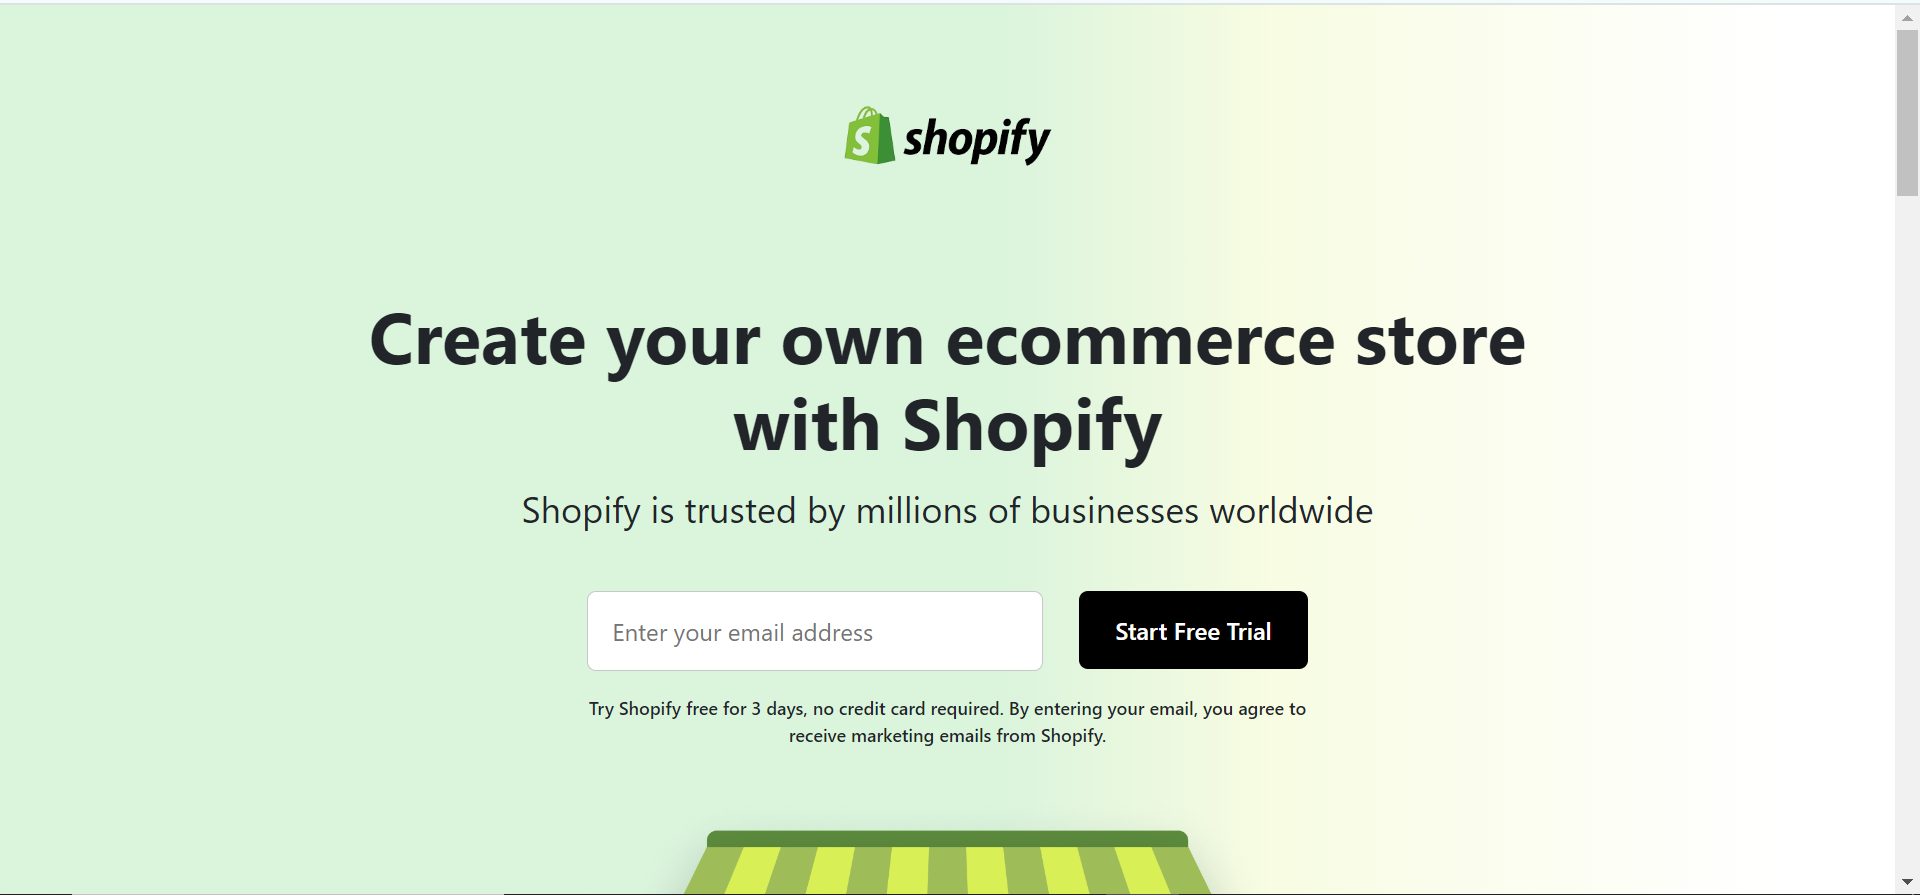 shopify
Create your own ecommerce store
with Shopify
Shopify is trusted by millions of businesses worldwide
Enter your email address
Start Free Trial
Try Shopify free for 3 days, no credit card required. By entering your email, you agree to
receive marketing emails from Shopify.